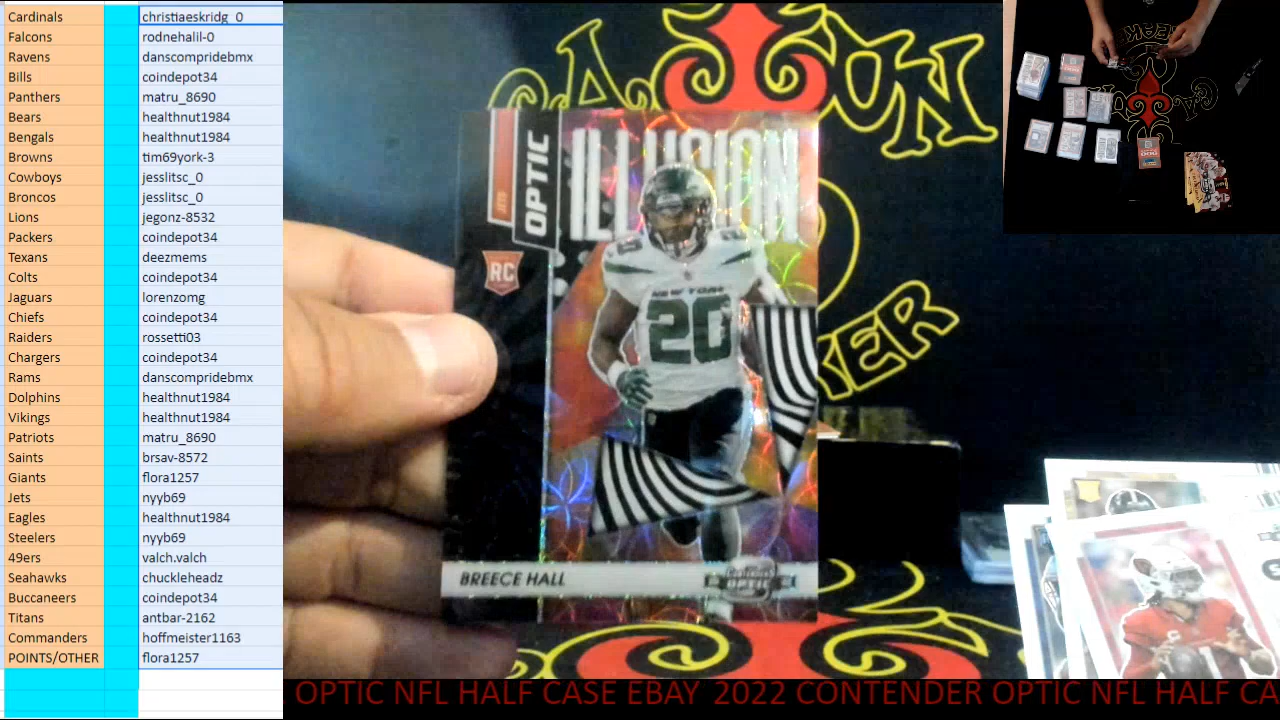 Cardinals christiaeskridg_0
Falcons rodnehalil-0
Ravens danscompridebmx
Bills coindepot34
Panthers matru_8690
Bears healthnut1984
Bengals healthnut1984
Browns tim69york-3
Cowboys jesslitsc_0
Broncos jesslitsc_0
Lions jegonz-8532
Packers coindepot34
Texans deezmems
Colts coindepot34
Jaguars lorenzomg
Chiefs coindepot34
Raiders rossetti03
Chargers coindepot34
Rams danscompridebmx
Dolphins healthnut1984
Vikings healthnut1984
Patriots matru_8690
Saints brsav-8572
Giants flora1257
Jets nyyb69
Eagles healthnut1984
Steelers nyyb69
49ers valch.valch
Seahawks chuckleheadz
Buccaneers coindepot34
Titans antbar-2162
Commanders hoffmeister1163
POINTS/OTHER flora1257
OPTIC
ILLUSION
RC
NEW YORK
20
BREECE HALL
OPTIC
OPTIC NFL HALF CASE EBAY 2022 CONTENDER OPTIC NFL HALF CA